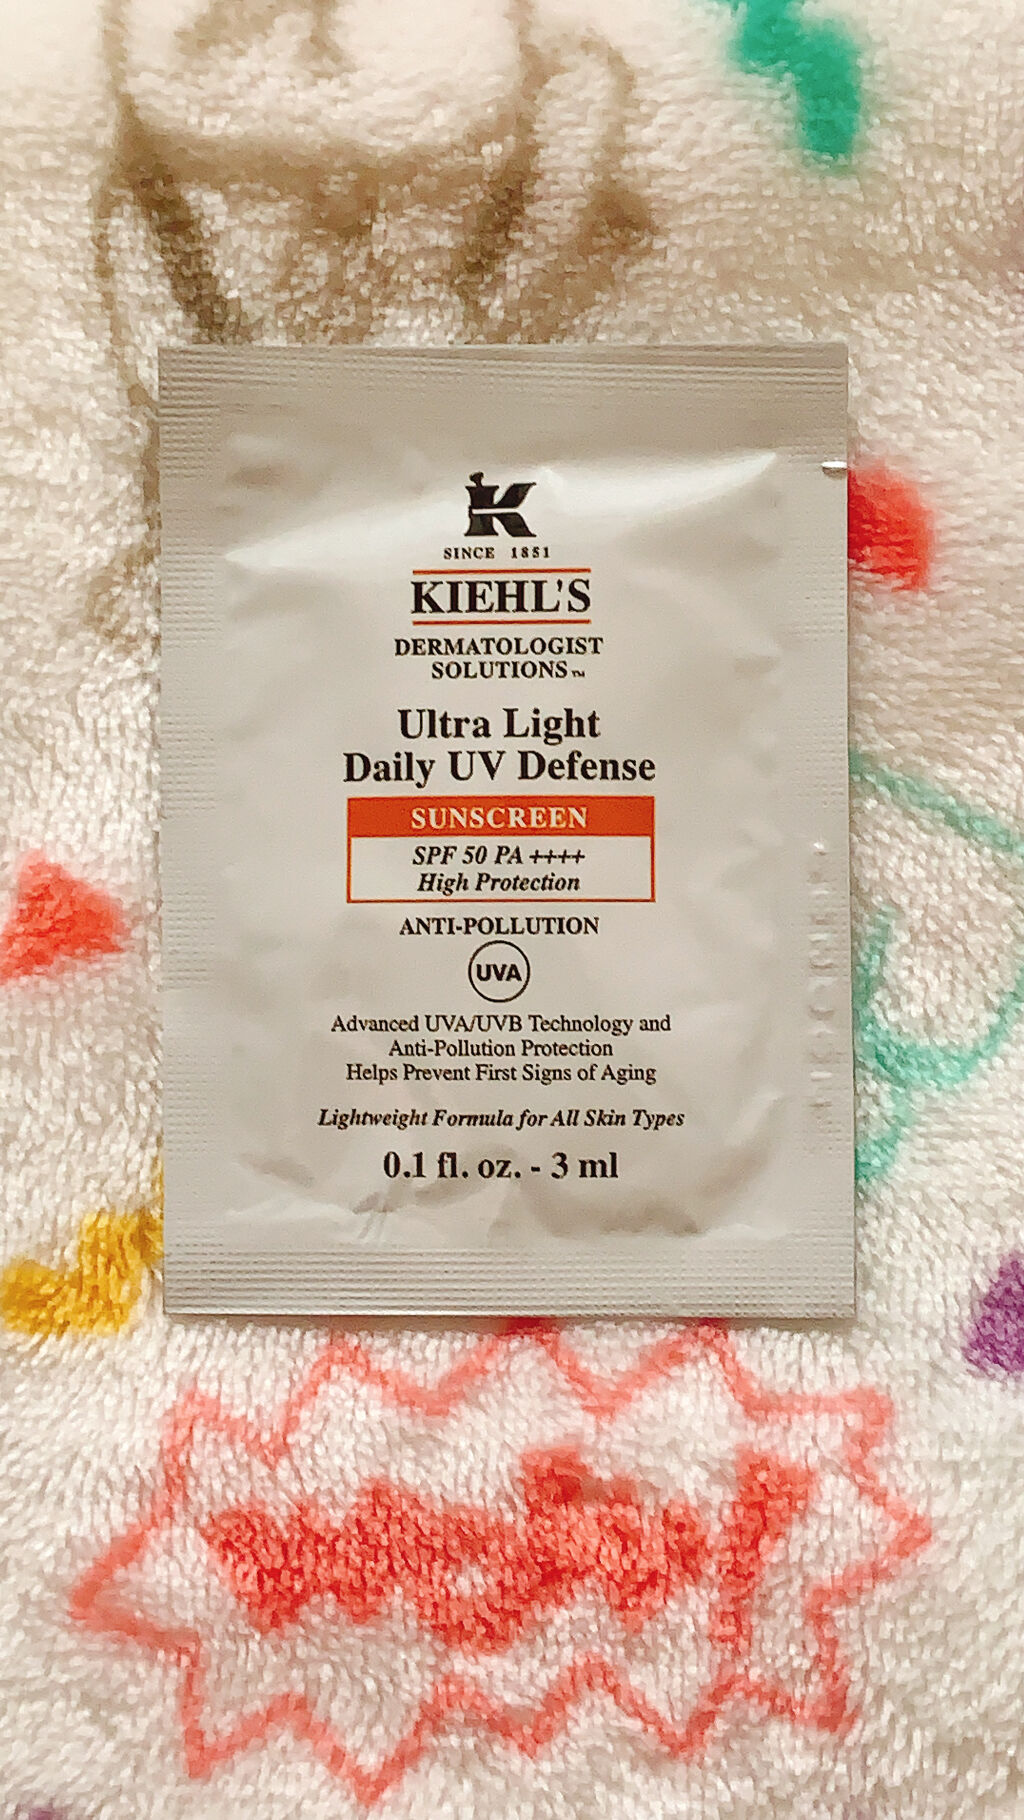 SINCE 1851
KIEHL'S
DERMATOLOGIST
SOLUTIONS™
Ultra Light
Daily UV Defense
SUNSCREEN
SPF 50 PA ++++
High Protection
ANTI-POLLUTION
UVA
Advanced UVA/UVB Technology and
Anti-Pollution Protection
Helps Prevent First Signs of Aging
Lightweight Formula for All Skin Types
0.1 fl. oz. - 3 ml